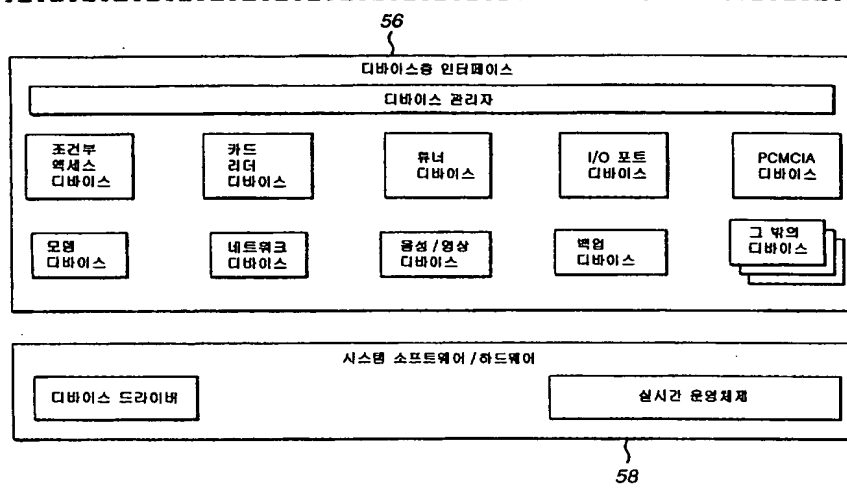 56
디바이스층 인터페이스
디바이스 관리자
조건부
액세스
디바이스
카드
리더
디바이스
튜너
디바이스
I/O 포트
디바이스
PCMCIA
디바이스
모뎀
디바이스
네트워크
디바이스
음성/영상
디바이스
백업
디바이스
그 밖의
디바이스
시스템 소프트웨어/하드웨어
디바이스 드라이버
실시간 운영체제
58